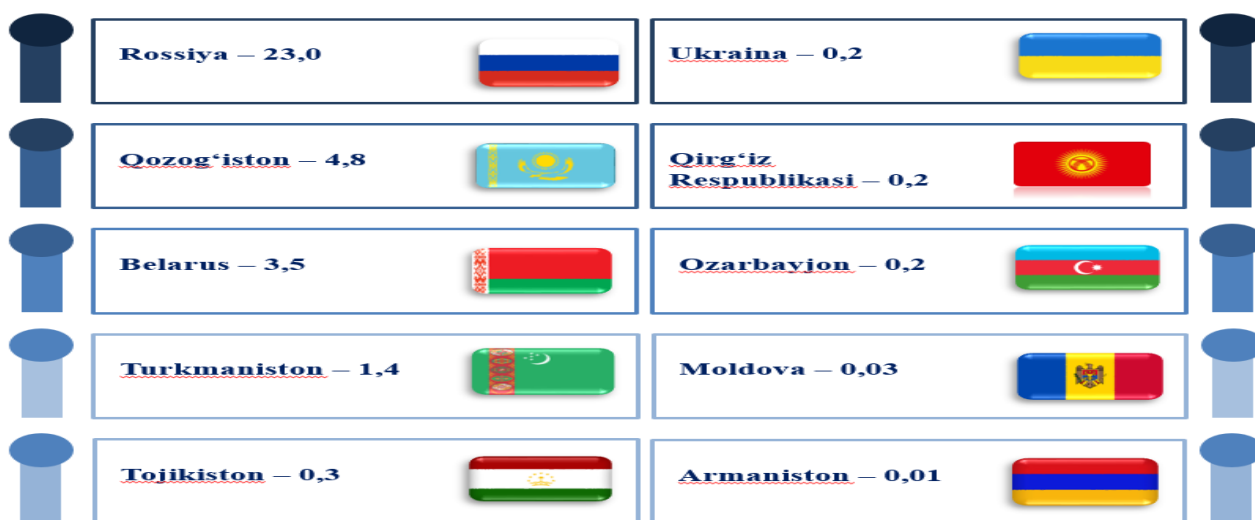 Rossiya – 23,0
Ukraina – 0,2
Qozog‘iston – 4,8
Qirg‘iz
Respublikasi – 0,2
Belarus – 3,5
Ozarbayjon – 0,2
Turkmaniston – 1,4
Moldova – 0,03
Tojikiston – 0,3
Armaniston – 0,01